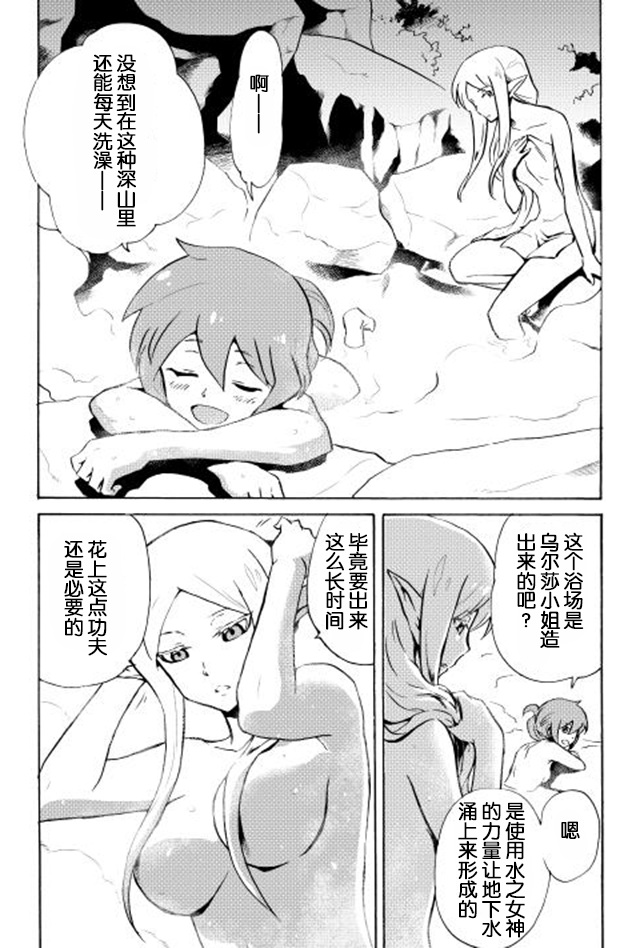 啊——
没想到在这种深山里
还能每天洗澡——
这个浴场是
乌尔莎小姐造
出来的吧？
嗯
是使用水之女神
的力量让地下水
涌上来形成的
毕竟要出来
这么长时间
花上这点功夫
还是必要的